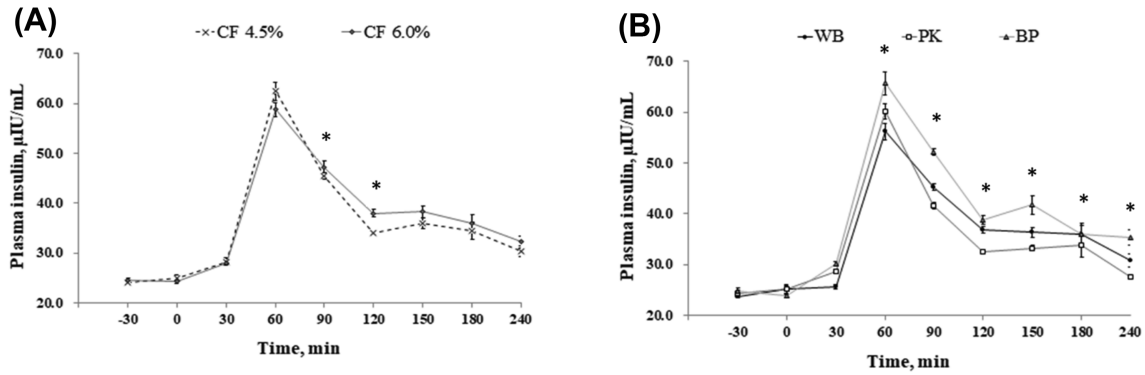 (A)
CF 4.5% CF 6.0%
70.0
60.0
50.0
40.0
30.0
20.0
Plasma insulin, µIU/mL
* *
-30 0 30 60 90 120 150 180 240
Time, min
(B)
WB PK BP
70.0
60.0
50.0
40.0
30.0
20.0
Plasma insulin, µIU/mL
* * * * * *
-30 0 30 60 90 120 150 180 240
Time, min